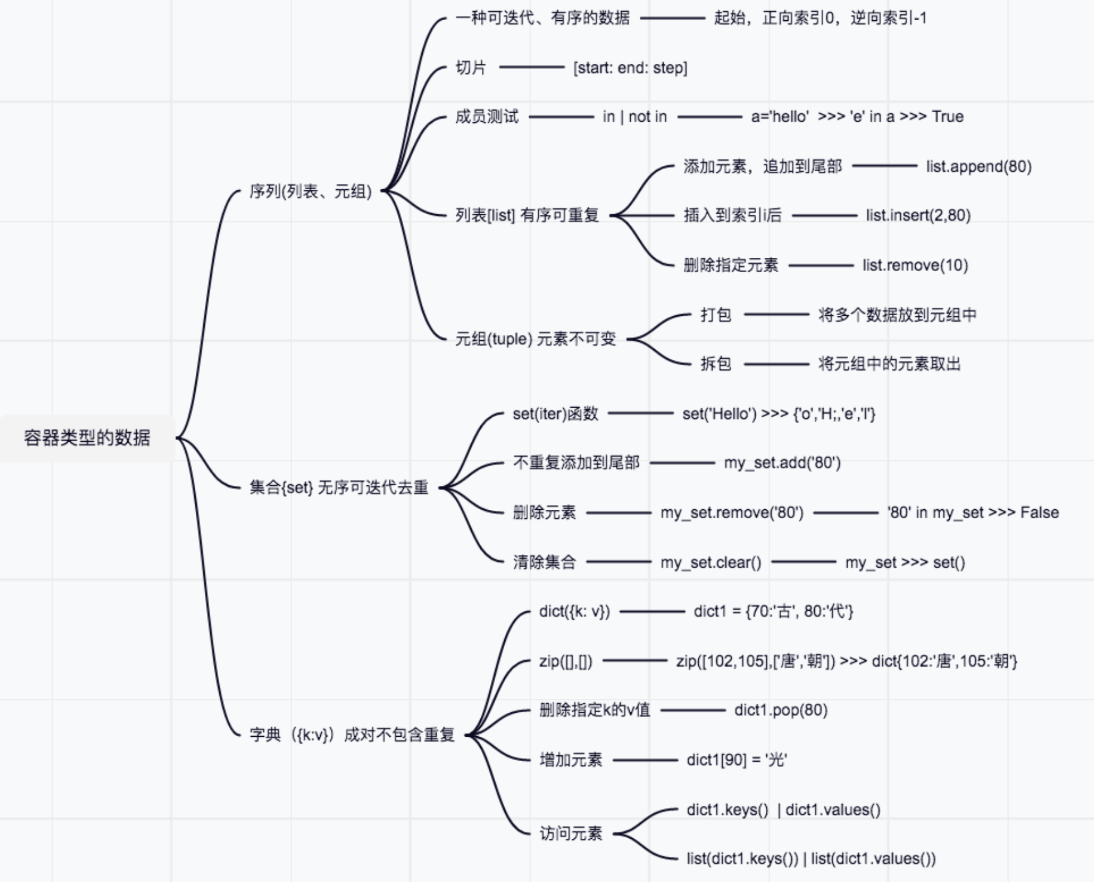 容器类型的数据
序列(列表、元组)
一种可迭代、有序的数据
起始，正向索引0，逆向索引-1
切片
[start: end: step]
成员测试
in | not in
a='hello' >>> 'e' in a >>> True
列表[list] 有序可重复
添加元素，追加到尾部
list.append(80)
插入到索引i后
list.insert(2,80)
删除指定元素
list.remove(10)
元组(tuple) 元素不可变
打包
将多个数据放到元组中
拆包
将元组中的元素取出
集合{set} 无序可迭代去重
set(iter)函数
set('Hello') >>> {'o','H;,'e','l'}
不重复添加到尾部
my_set.add('80')
删除元素
my_set.remove('80')
'80' in my_set >>> False
清除集合
my_set.clear()
my_set >>> set()
字典（{k:v}）成对不包含重复
dict({k: v})
dict1 = {70:'古', 80:'代'}
zip([],[])
zip([102,105],['唐','朝']) >>> dict{102:'唐',105:'朝'}
删除指定k的v值
dict1.pop(80)
增加元素
dict1[90] = '光'
访问元素
dict1.keys() | dict1.values()
list(dict1.keys()) | list(dict1.values())